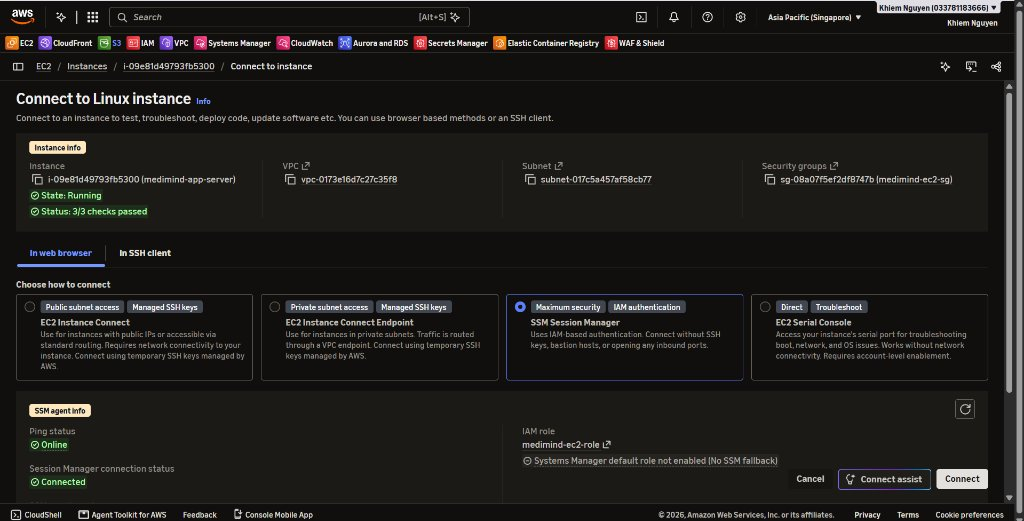 aws
Search
[Alt+S]
Asia Pacific (Singapore)
Khiem Nguyen (033781183666)
Khiem Nguyen
EC2
CloudFront
S3
IAM
VPC
Systems Manager
CloudWatch
Aurora and RDS
Secrets Manager
Elastic Container Registry
WAF & Shield
EC2 / Instances / i-09e81d49793fb5300 / Connect to instance
Connect to Linux instance Info
Connect to an instance to test, troubleshoot, deploy code, update software etc. You can use browser based methods or an SSH client.
Instance info
Instance
i-09e81d49793fb5300 (medimind-app-server)
State: Running
Status: 3/3 checks passed
VPC
vpc-0173e16d7c27c35f8
Subnet
subnet-017c5a457af58cb77
Security groups
sg-08a07f5ef2df8747b (medimind-ec2-sg)
In web browser
In SSH client
Choose how to connect
Public subnet access
Managed SSH keys
EC2 Instance Connect
Use for instances with public IPs or accessible via
standard routing. Requires network connectivity to your
instance. Connect using temporary SSH keys managed by
AWS.
Private subnet access
Managed SSH keys
EC2 Instance Connect Endpoint
Use for instances in private subnets. Traffic is routed
through a VPC endpoint. Connect using temporary SSH
keys managed by AWS.
Maximum security
IAM authentication
SSM Session Manager
Uses IAM-based authentication. Connect without SSH
keys, bastion hosts, or opening any inbound ports.
Direct
Troubleshoot
EC2 Serial Console
Access your instance's serial port for troubleshooting
boot, network, and OS issues. Works without network
connectivity. Requires account-level enablement.
SSM agent info
Ping status
Online
Session Manager connection status
Connected
IAM role
medimind-ec2-role
Systems Manager default role not enabled (No SSM fallback)
Cancel
Connect assist
Connect
CloudShell
Agent Toolkit for AWS
Feedback
Console Mobile App
© 2026, Amazon Web Services, Inc. or its affiliates.
Privacy
Terms
Cookie preferences